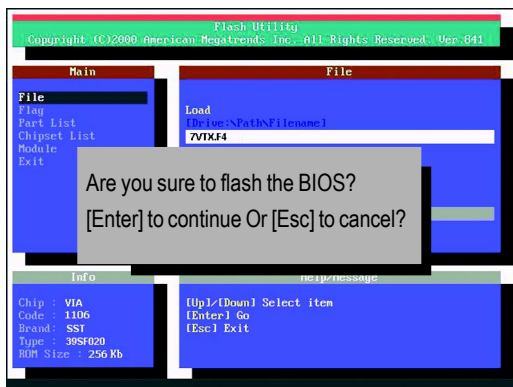 Flash Utility
Copyright (C)2000 American Megatrends Inc. All Rights Reserved. Ver.841
Main
File
Flag
Part List
Chipset List
Module
Exit
File
Load
[Drive:\Path\Filename]
7VTX.F4
Are you sure to flash the BIOS?
[Enter] to continue Or [Esc] to cancel?
Info
Chip : VIA
Code : 1106
Brand: SST
Type : 39SF020
ROM Size : 256 Kb
Help/Message
[Up]/[Down] Select item
[Enter] Go
[Esc] Exit